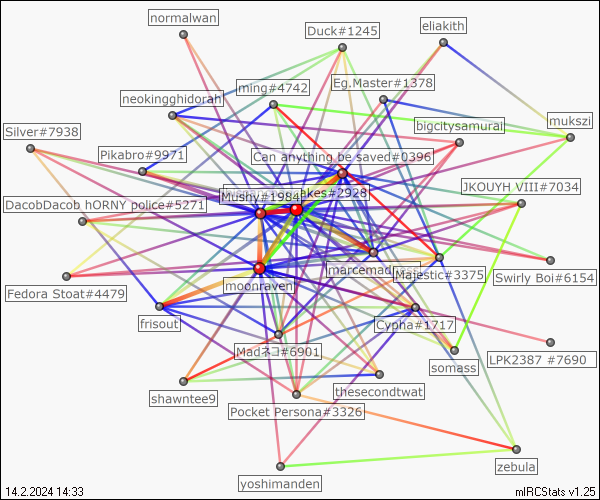 normalwan
Duck#1245
eliakith
ming#4742
Eg.Master#1378
neokingghidorah
mukszi
bigcitysamurai
Silver#7938
Pikabro#9971
Can anything be saved#0396
Mushy#1984
akes#2928
JKOUYH_VIII#7034
DacobDacob hORNY police#5271
marcemad
Majestic#3375
Swirly Boi#6154
Fedora Stoat#4479
moonraven
frisout
Cypha#1717
Madネコ#6901
somass
LPK2387 #7690
shawntee9
thesecondtwat
Pocket Persona#3326
zebula
yoshimanden
14.2.2024 14:33
mIRCStats v1.25